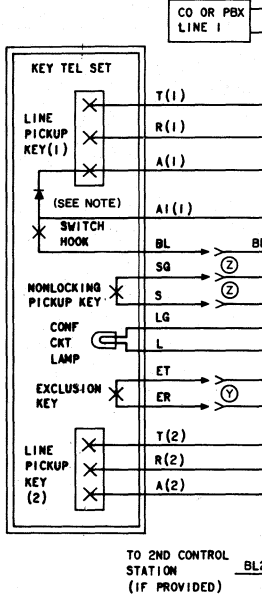 CO OR PBX
LINE 1
KEY TEL SET
LINE
PICKUP
KEY(1)
T(1)
R(1)
A(1)
(SEE NOTE)
A1(1)
SWITCH
HOOK
BL
SG
Z
NONLOCKING
PICKUP KEY
S
Z
CONF
CKT
LAMP
LG
L
EXCLUSION
KEY
ET
ER
Y
LINE
PICKUP
KEY
(2)
T(2)
R(2)
A(2)
TO 2ND CONTROL
STATION
(IF PROVIDED)